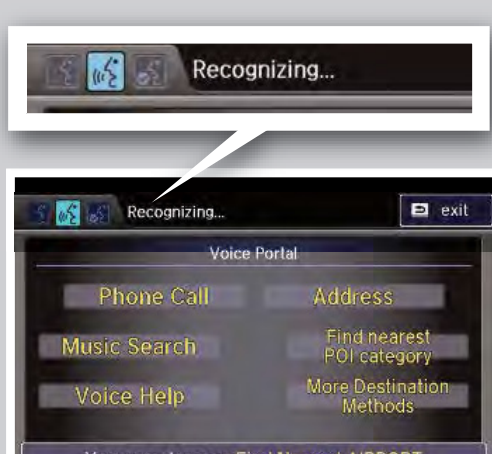 Recognizing...
Recognizing...
exit
Voice Portal
Phone Call
Address
Music Search
Find nearest
POI category
Voice Help
More Destination
Methods